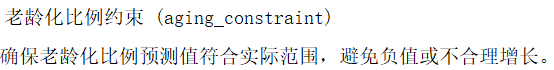 老龄化比例约束 (aging_constraint)
确保老龄化比例预测值符合实际范围，避免负值或不合理增长。